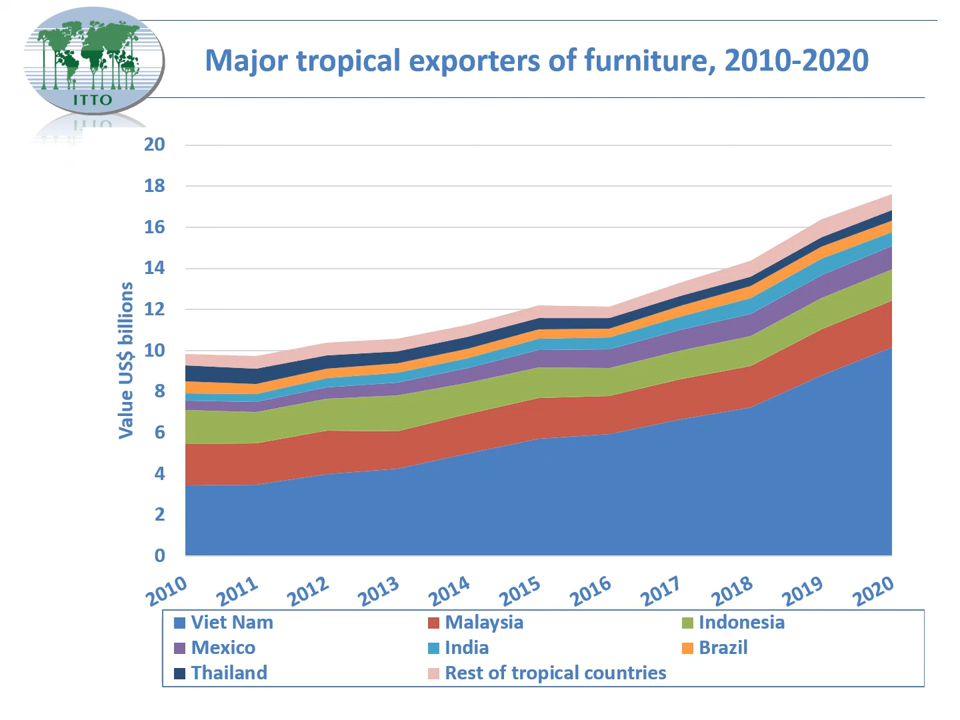 ITTO
Major tropical exporters of furniture, 2010-2020
20
18
16
14
12
10
8
6
4
2
0
Value US$ billions
2010 2011 2012 2013 2014 2015 2016 2017 2018 2019 2020
Viet Nam Malaysia Indonesia
Mexico India Brazil
Thailand Rest of tropical countries